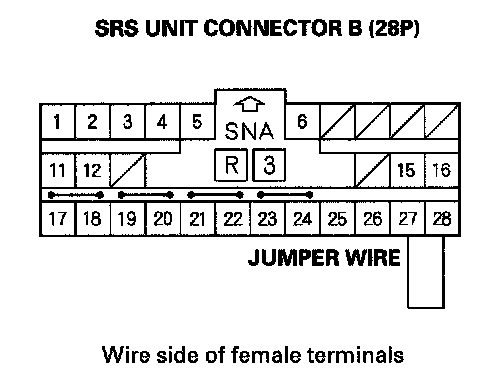 SRS UNIT CONNECTOR B (28P)
1 2 3 4 5 SNA 6
R 3
11 12 15 16
17 18 19 20 21 22 23 24 25 26 27 28
JUMPER WIRE
Wire side of female terminals